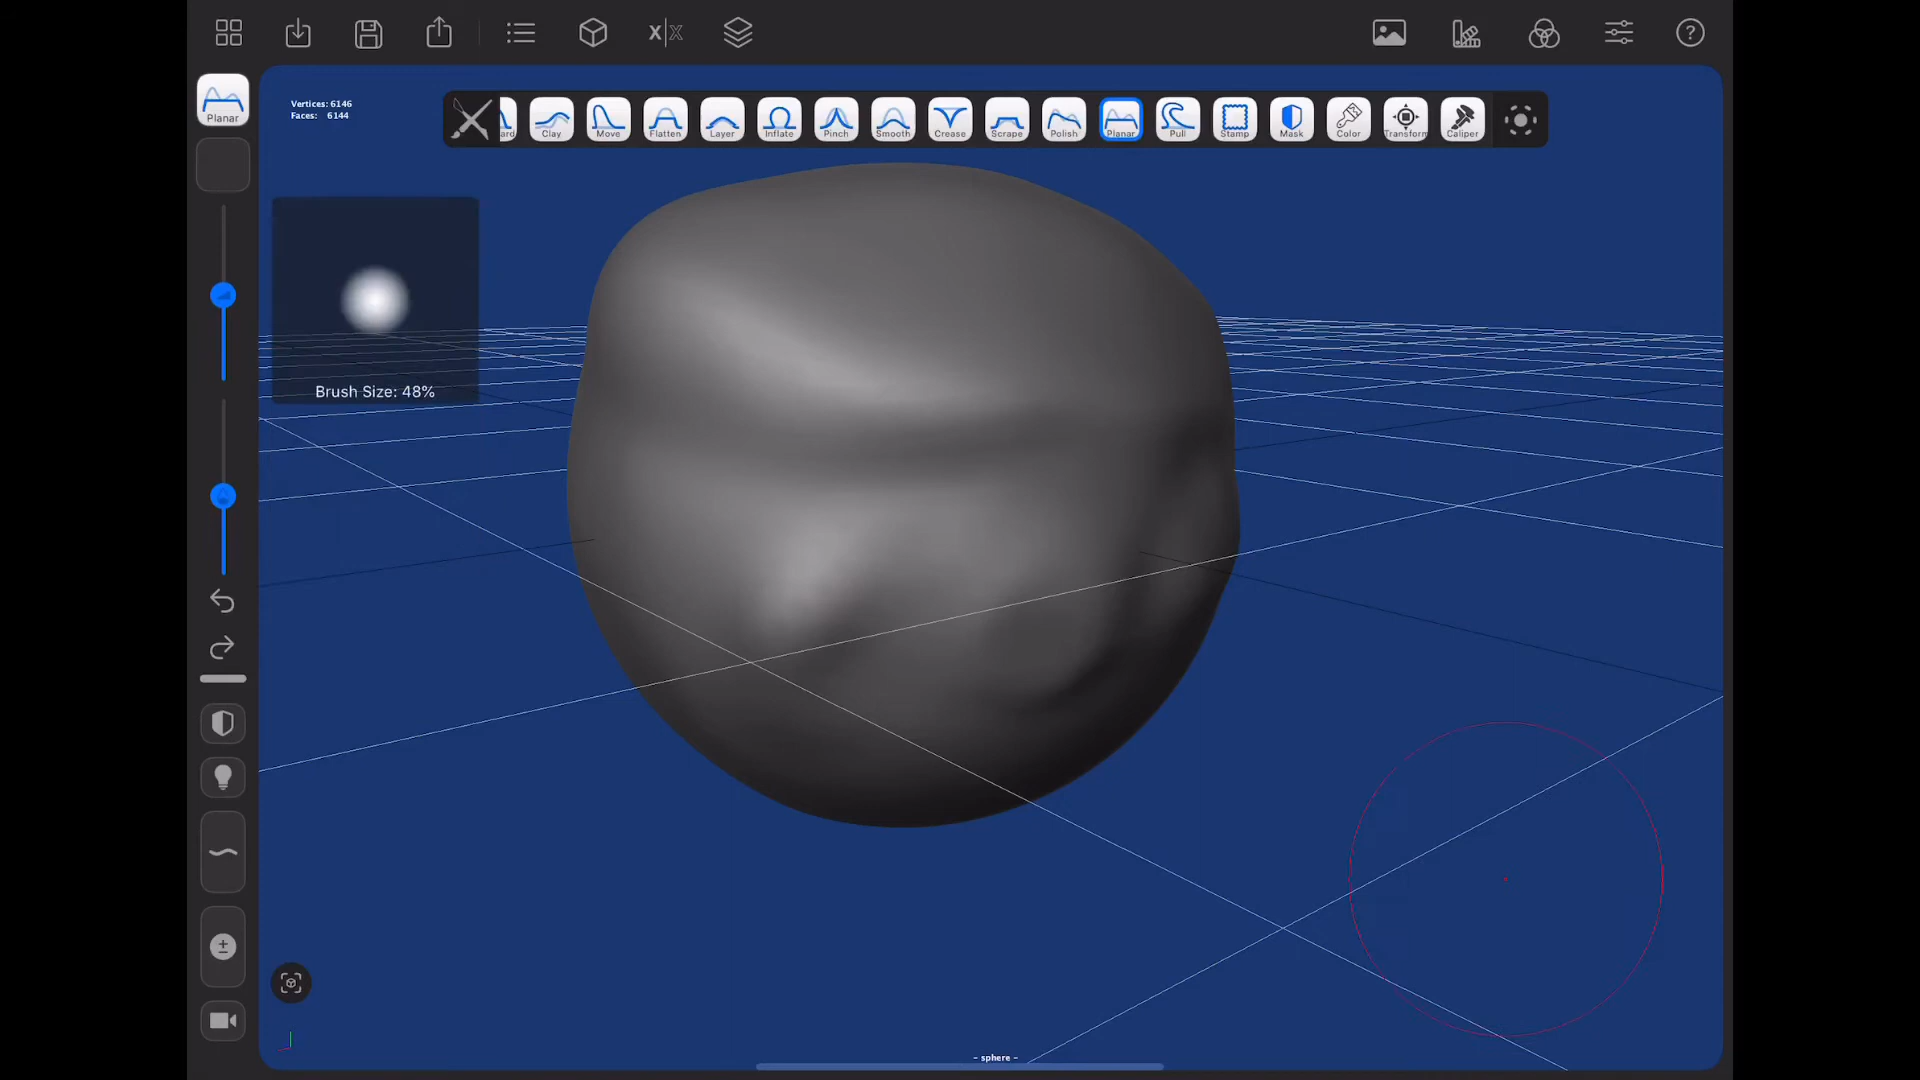 X|X
?
Planar
Vertices: 6146
Faces: 6144
ard
Clay
Move
Flatten
Layer
Inflate
Pinch
Smooth
Crease
Scrape
Polish
Planar
Pull
Stamp
Mask
Color
Transform
Caliper
Brush Size: 48%
- sphere -